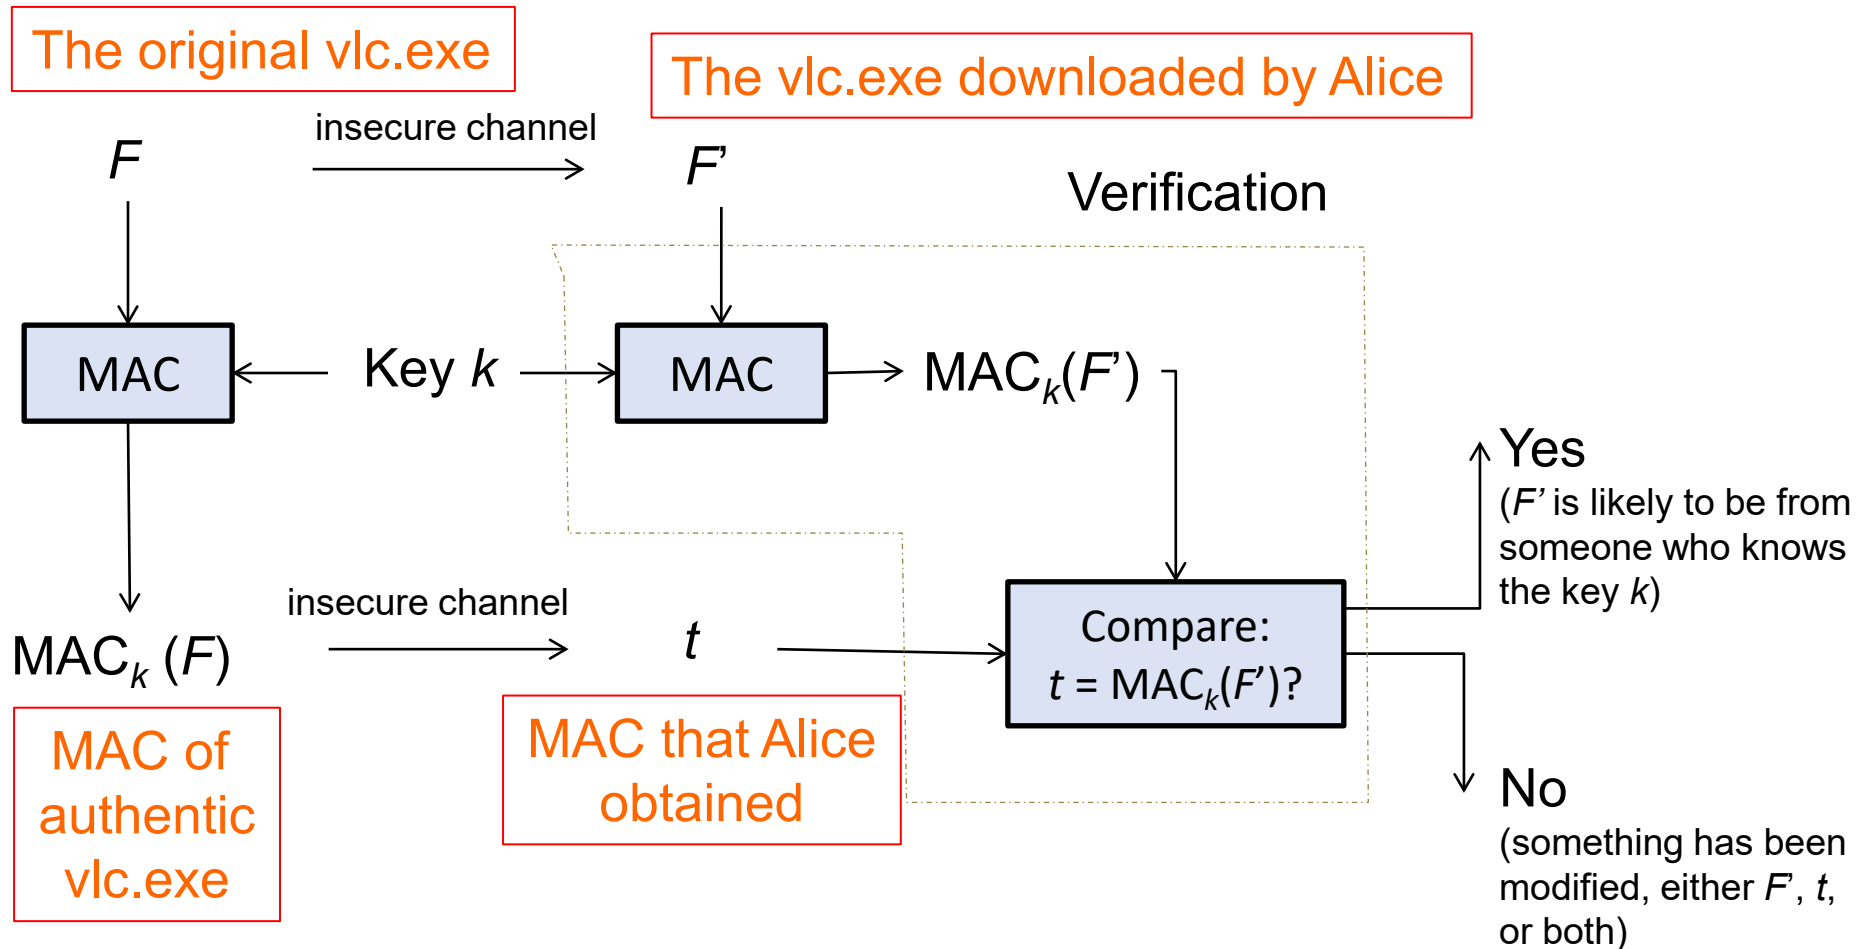 The original vlc.exe
The vlc.exe downloaded by Alice
insecure channel
F
F’
Verification
MAC
Key k
MAC
MACk(F’)
Yes
(F’ is likely to be from
someone who knows
the key k)
insecure channel
MACk (F)
t
Compare:
t = MACk(F’)?
MAC of
authentic
vlc.exe
MAC that Alice
obtained
No
(something has been
modified, either F’, t,
or both)